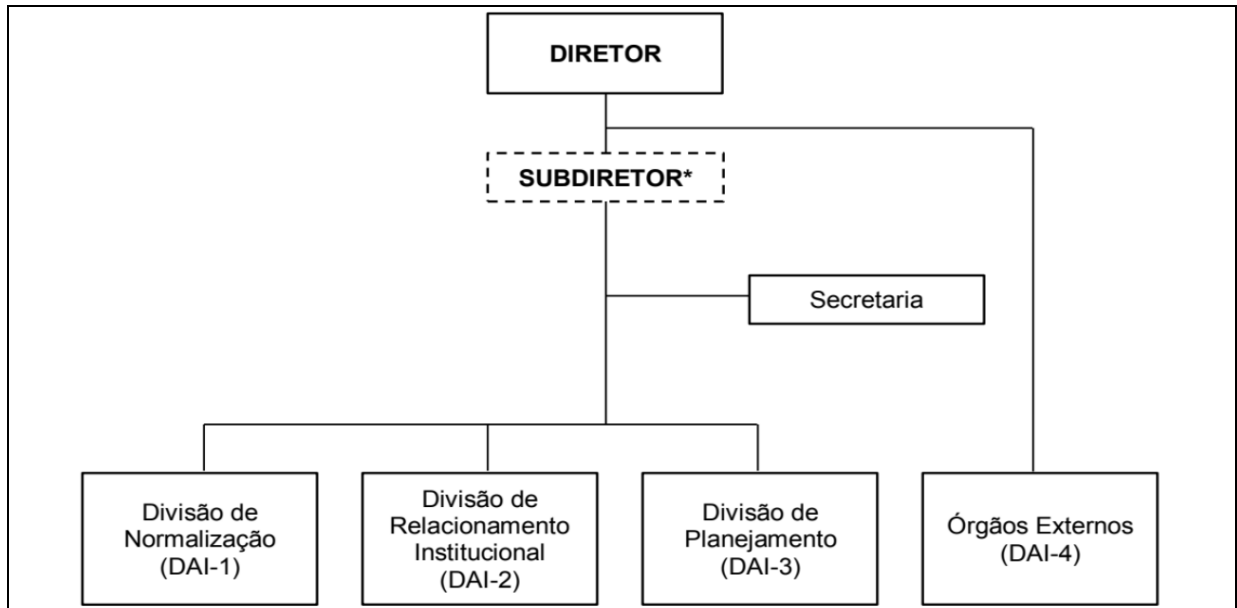 DIRETOR
SUBDIRETOR*
Secretaria
Divisão de
Normalização
(DAI-1)
Divisão de
Relacionamento
Institucional
(DAI-2)
Divisão de
Planejamento
(DAI-3)
Órgãos Externos
(DAI-4)